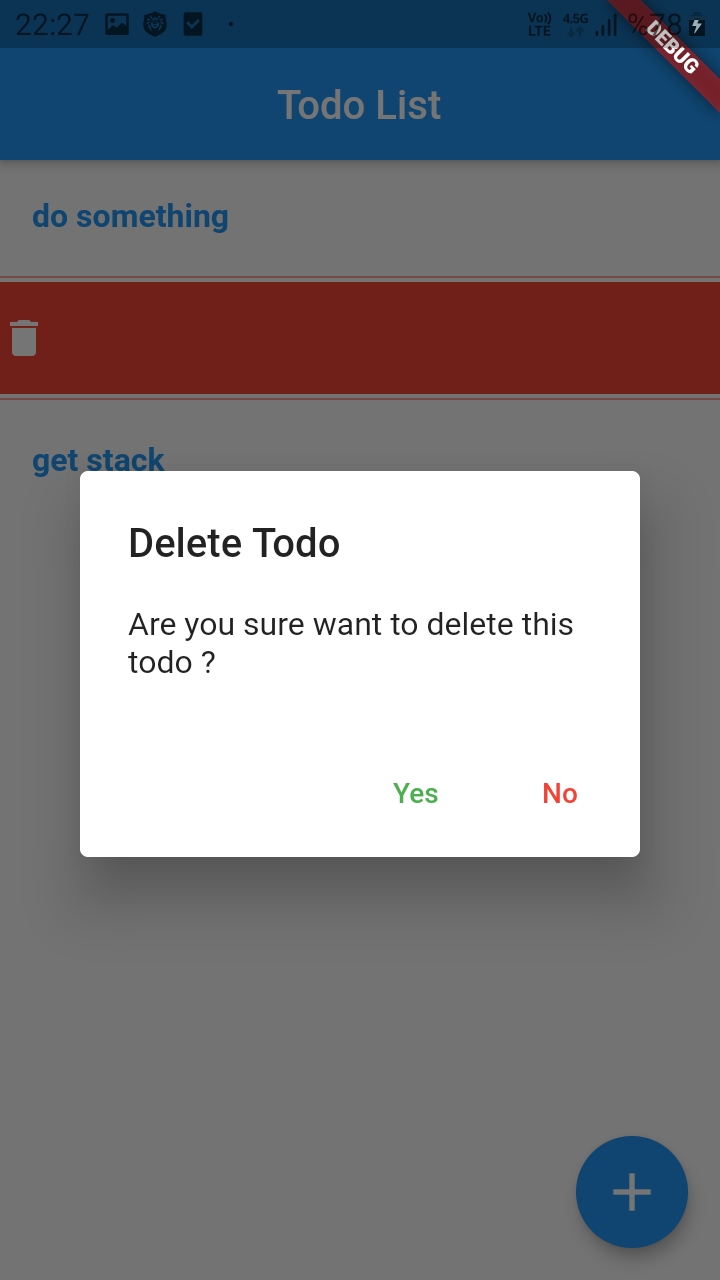 22:27 Vo)) LTE 4.5G %78
DEBUG
Todo List
do something
get stack
Delete Todo
Are you sure want to delete this
todo ?
Yes No